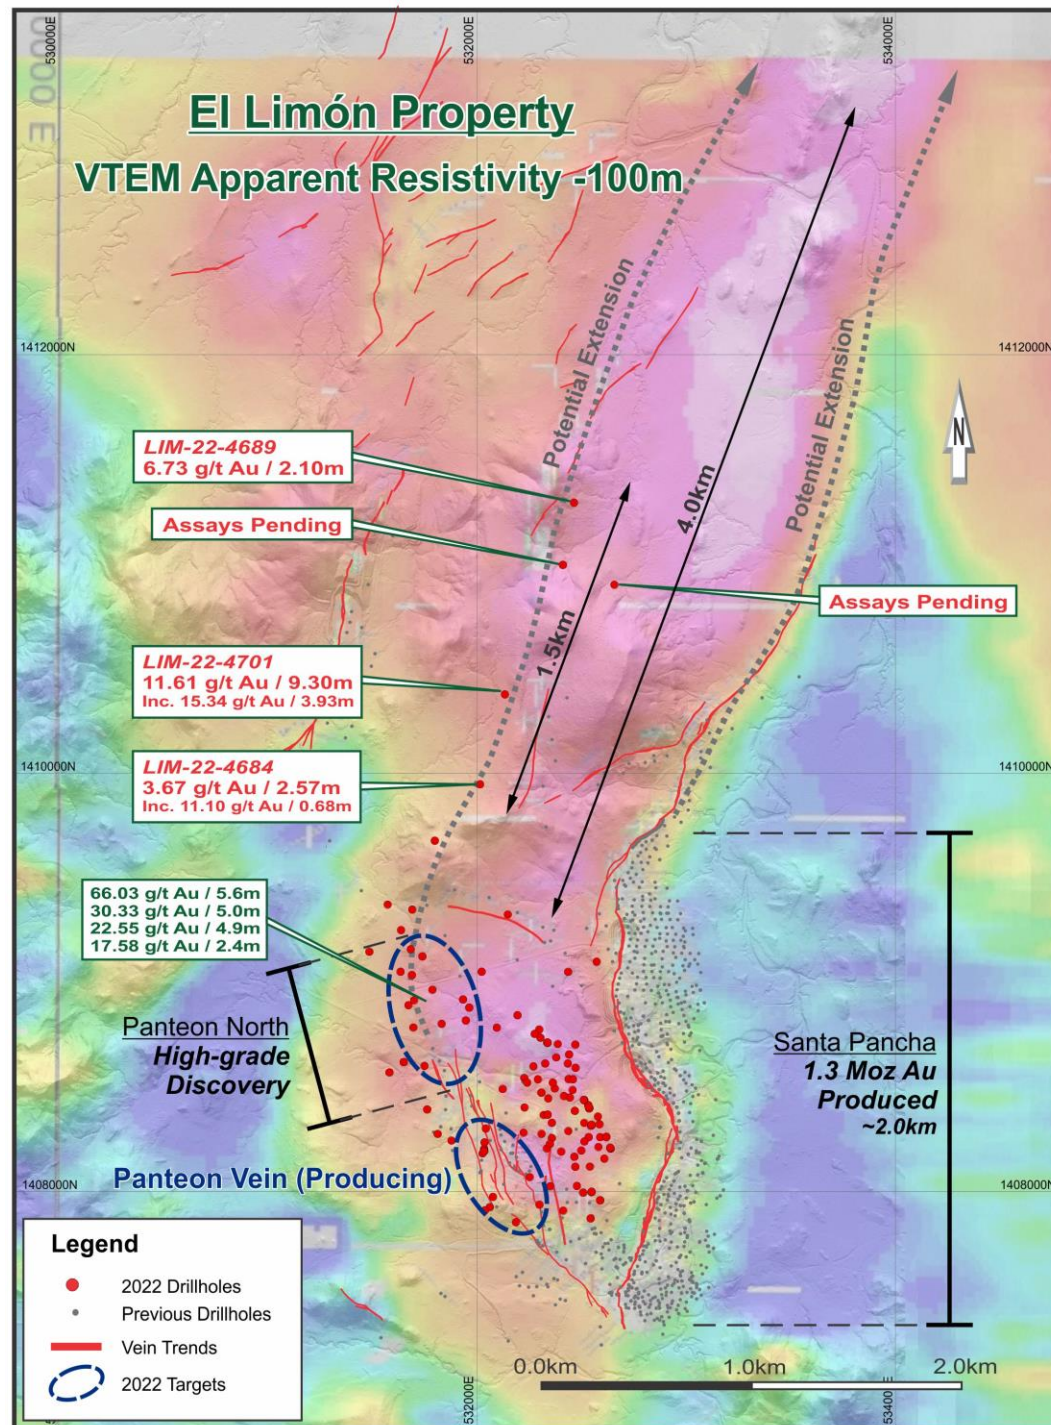 530000E
532000E
534000E
0000 E
El Limón Property
VTEM Apparent Resistivity -100m
Potential Extension
Potential Extension
1412000N
1412000N
N
LIM-22-4689
6.73 g/t Au / 2.10m
4.0km
Assays Pending
Assays Pending
1.5km
LIM-22-4701
11.61 g/t Au / 9.30m
Inc. 15.34 g/t Au / 3.93m
1410000N
1410000N
LIM-22-4684
3.67 g/t Au / 2.57m
Inc. 11.10 g/t Au / 0.68m
66.03 g/t Au / 5.6m
30.33 g/t Au / 5.0m
22.55 g/t Au / 4.9m
17.58 g/t Au / 2.4m
Panteon North
High-grade
Discovery
Santa Pancha
1.3 Moz Au
Produced
~2.0km
Panteon Vein (Producing)
1408000N
1408000N
Legend
2022 Drillholes
Previous Drillholes
Vein Trends
2022 Targets
0.0km
1.0km
2.0km
532000E
53400